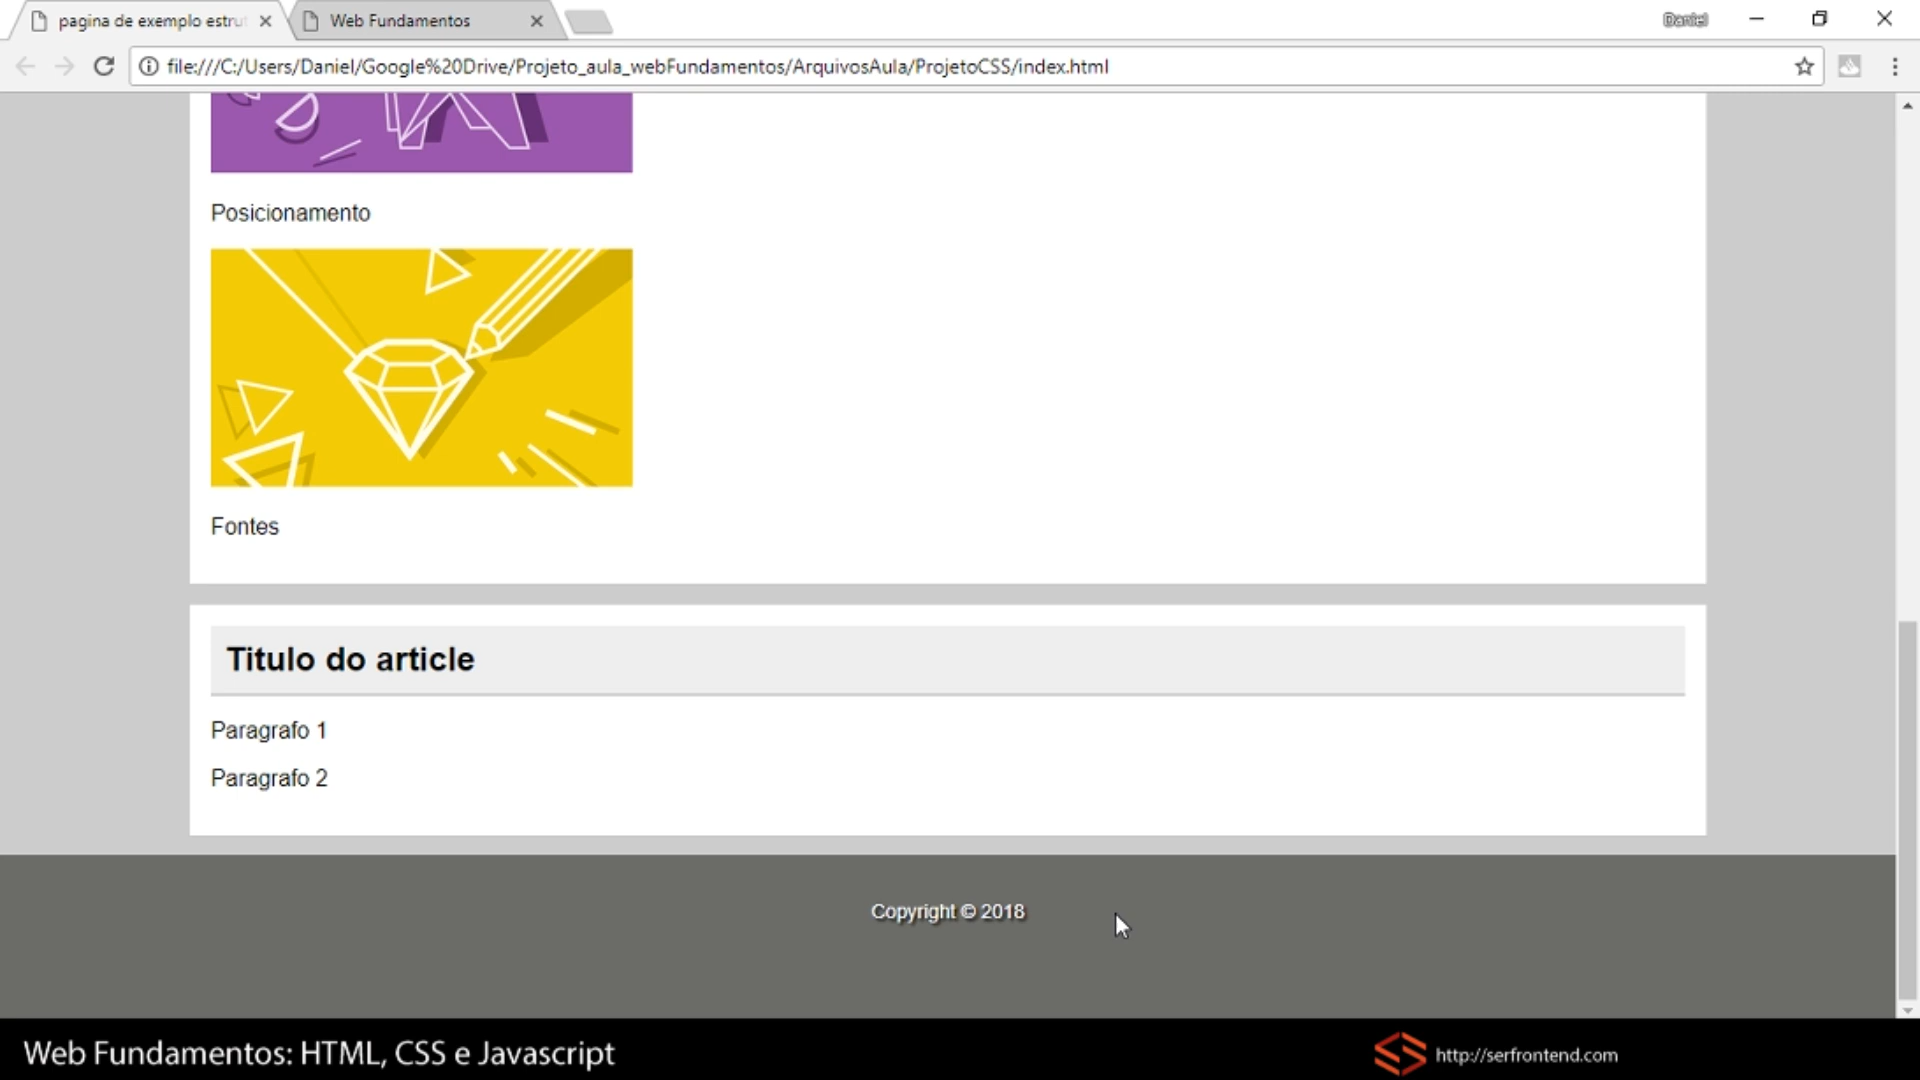 pagina de exemplo estru
Web Fundamentos
Daniel
file:///C:/Users/Daniel/Google%20Drive/Projeto_aula_webFundamentos/ArquivosAula/ProjetoCSS/index.html
Posicionamento
Fontes
Titulo do article
Paragrafo 1
Paragrafo 2
Copyright © 2018
Web Fundamentos: HTML, CSS e Javascript
http://serfrontend.com